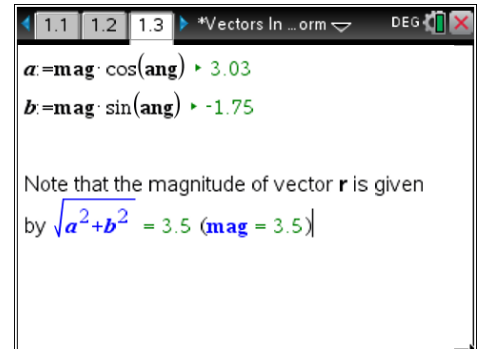 1.1 1.2 1.3 *Vectors In ...orm DEG
a:=mag·cos(ang) ▸ 3.03
b:=mag·sin(ang) ▸ -1.75
Note that the magnitude of vector r is given
by √(a²+b²) = 3.5 (mag = 3.5)